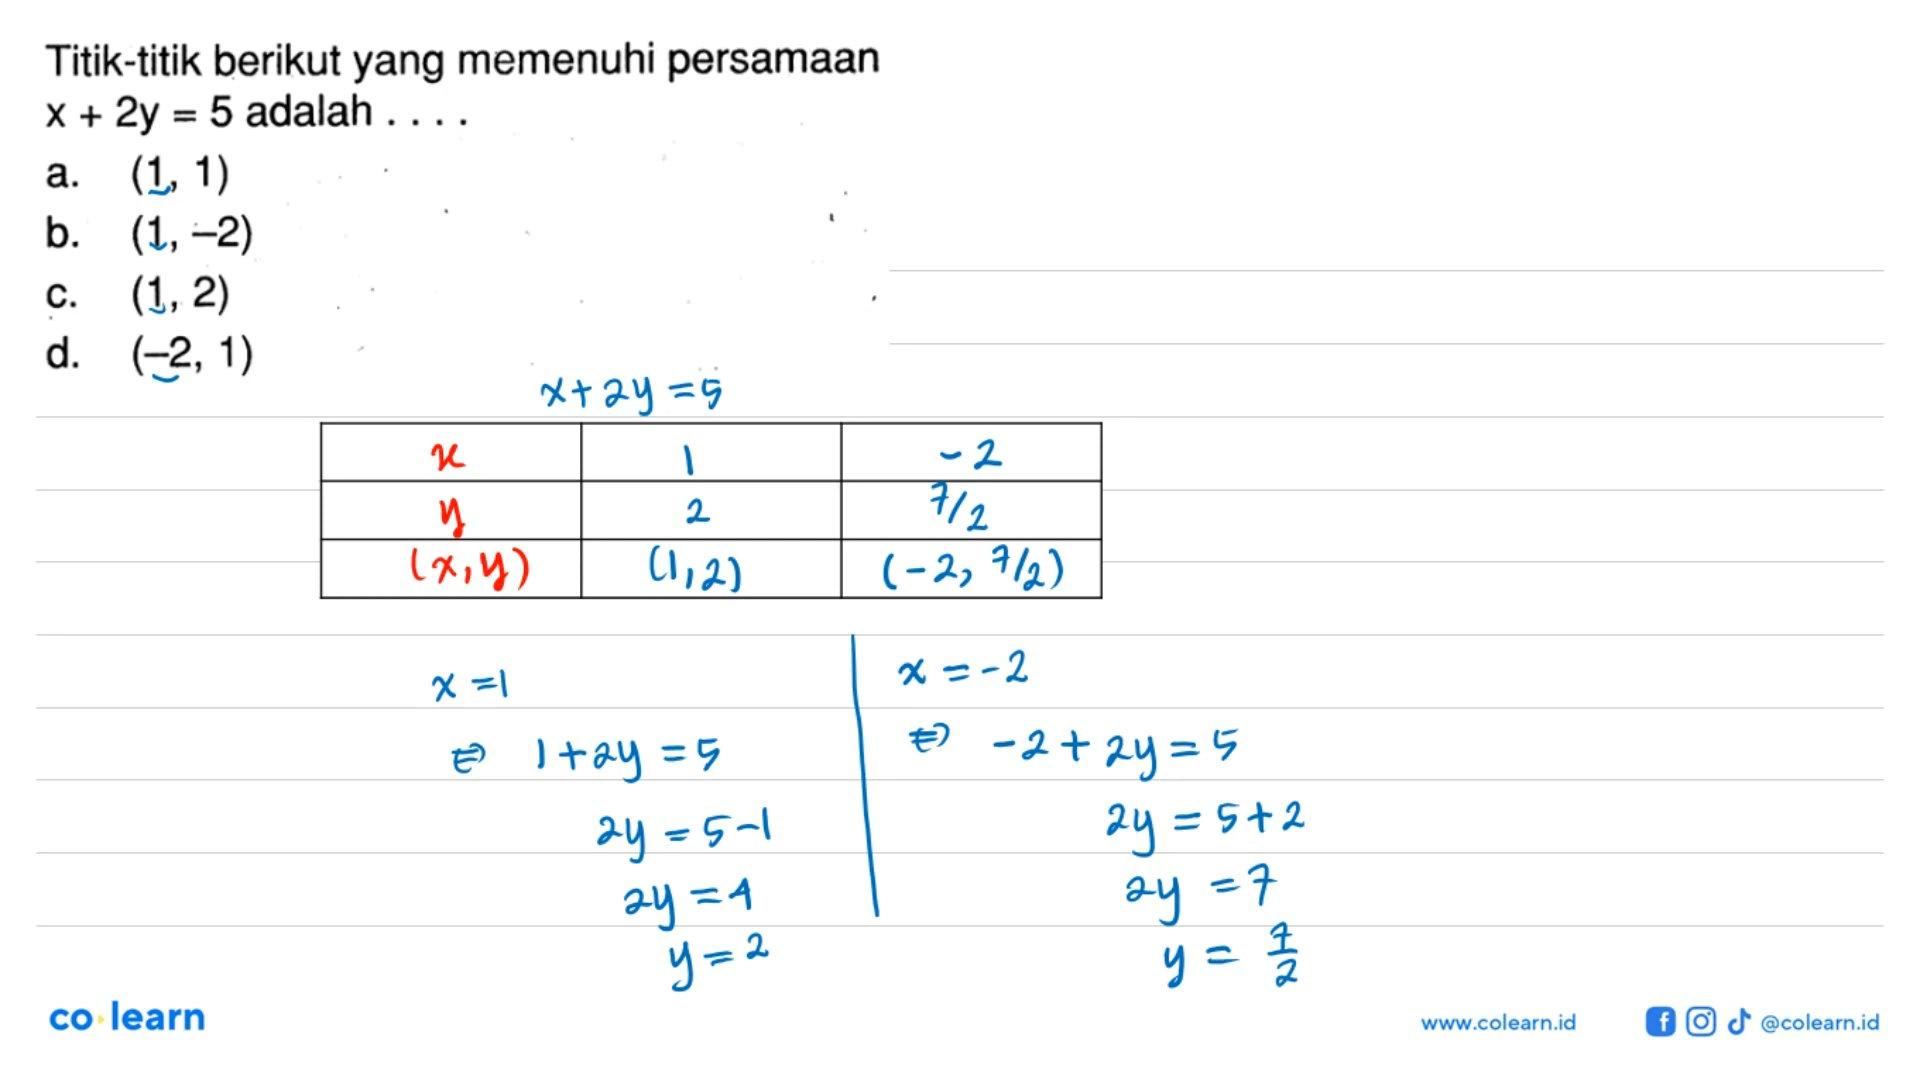 Titik-titik berikut yang memenuhi persamaan
x + 2y = 5 adalah . . . .
a. (1, 1)
b. (1, –2)
c. (1, 2)
d. (–2, 1)
x + 2y = 5
x 1 -2
y 2 7/2
(x, y) (1, 2) (-2, 7/2)
x = 1
⇔ 1 + 2y = 5
2y = 5 - 1
2y = 4
y = 2
x = -2
⇔ -2 + 2y = 5
2y = 5 + 2
2y = 7
y = 7/2
co learn
www.colearn.id
@colearn.id